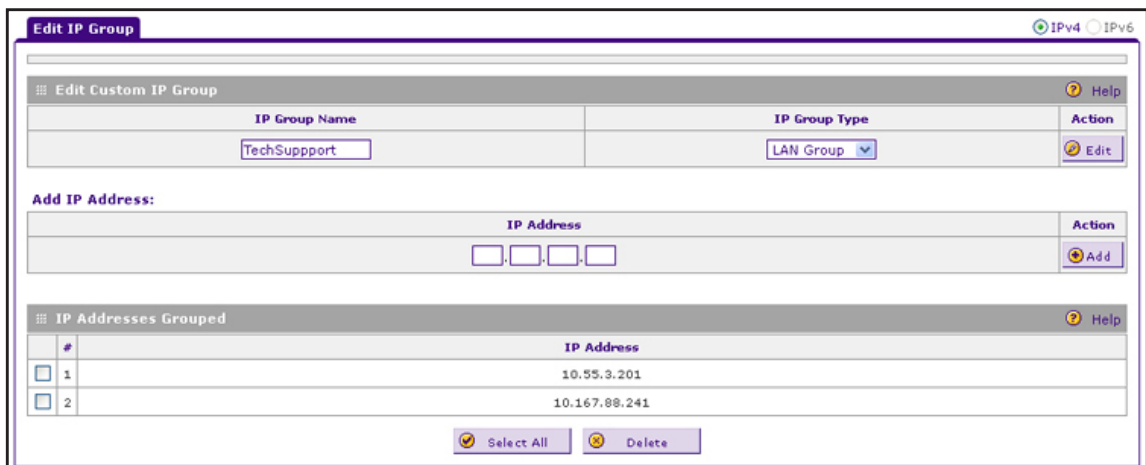 Edit IP Group
IPv4 IPv6
Edit Custom IP Group Help
IP Group Name IP Group Type Action
TechSuppport LAN Group Edit
Add IP Address:
IP Address Action
. . . Add
IP Addresses Grouped Help
# IP Address
1 10.55.3.201
2 10.167.88.241
Select All Delete